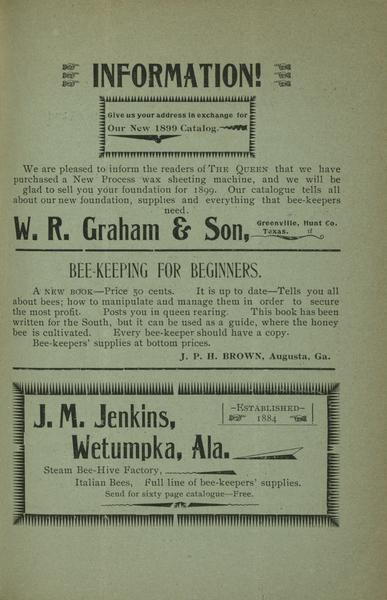 INFORMATION!
Give us your address in exchange for
Our New 1899 Catalog.
We are pleased to inform the readers of THE QUEEN that we have
purchased a New Process wax sheeting machine, and we will be
glad to sell you your foundation for 1899. Our catalogue tells all
about our new foundation, supplies and everything that bee-keepers
need.
W. R. Graham & Son,
Greenville, Hunt Co.
Texas.
BEE-KEEPING FOR BEGINNERS.
A NEW BOOK—Price 50 cents. It is up to date—Tells you all
about bees; how to manipulate and manage them in order to secure
the most profit. Posts you in queen rearing. This book has been
written for the South, but it can be used as a guide, where the honey
bee is cultivated. Every bee-keeper should have a copy.
Bee-keepers' supplies at bottom prices.
J. P. H. BROWN, Augusta, Ga.
J. M. Jenkins,
Wetumpka, Ala.
–ESTABLISHED–
1884
Steam Bee-Hive Factory,
Italian Bees, Full line of bee-keepers' supplies.
Send for sixty page catalogue—Free.